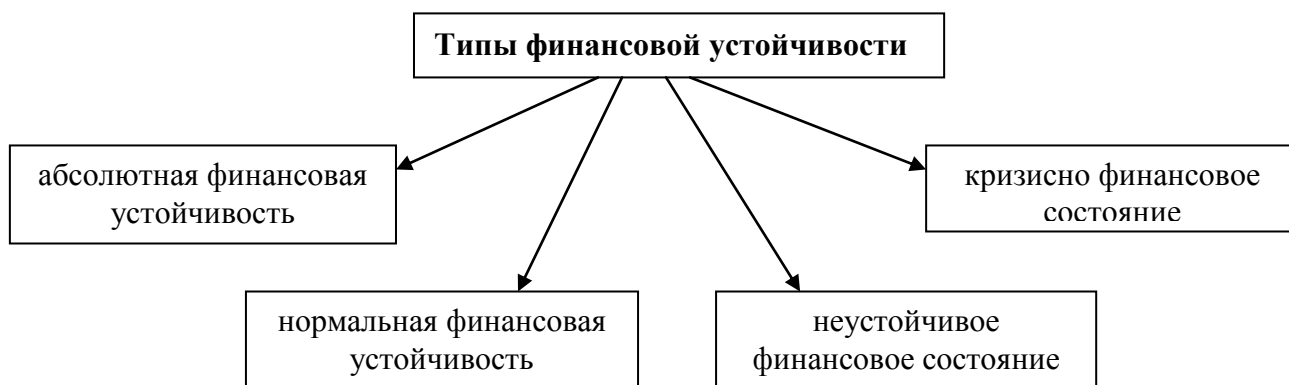 Типы финансовой устойчивости
абсолютная финансовая
устойчивость
кризисно финансовое
состояние
нормальная финансовая
устойчивость
неустойчивое
финансовое состояние